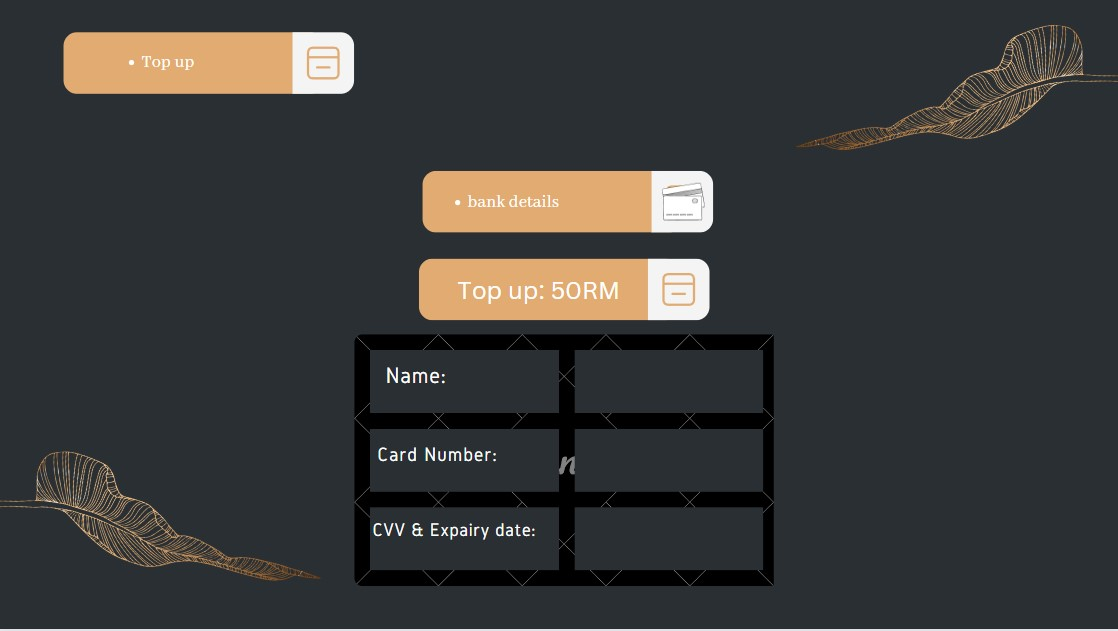 • Top up
• bank details
Top up: 50RM
Name:
Card Number:
CVV & Expairy date: